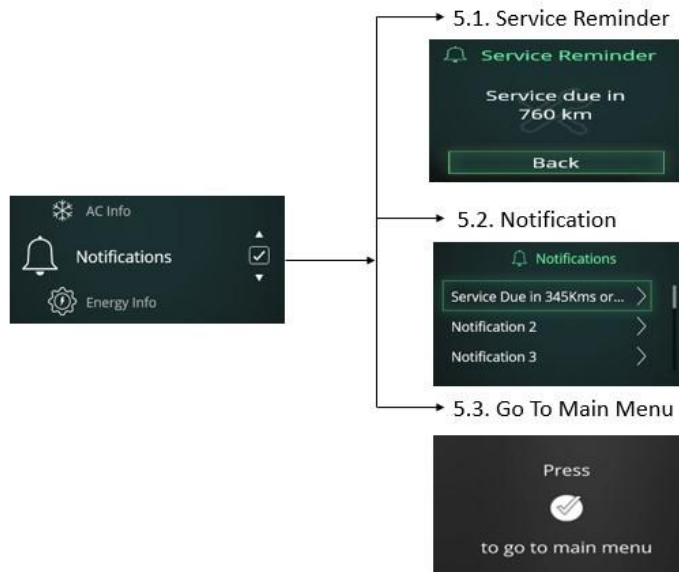 5.1. Service Reminder
Service Reminder
Service due in
760 km
Back
AC Info
Notifications
Energy Info
5.2. Notification
Notifications
Service Due in 345Kms or...
Notification 2
Notification 3
5.3. Go To Main Menu
Press
to go to main menu